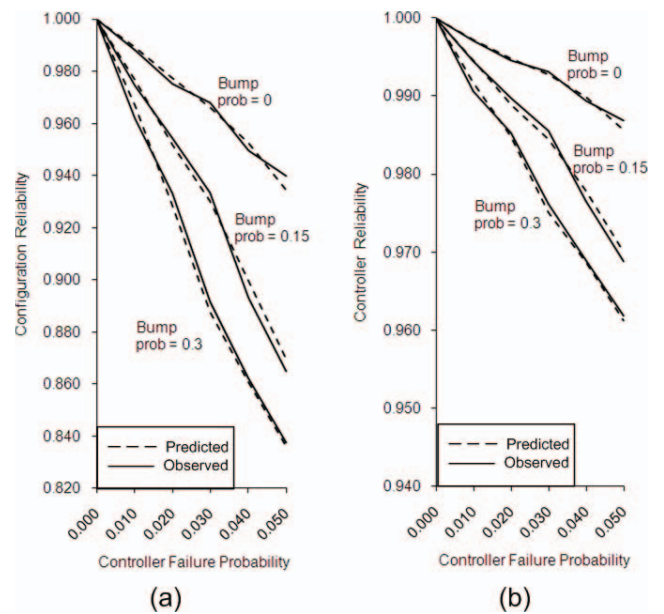 1.000
0.980
0.960
0.940
0.920
0.900
0.880
0.860
0.840
0.820
Configuration Reliability
Bump
prob = 0
Bump
prob = 0.15
Bump
prob = 0.3
Predicted
Observed
0.000
0.010
0.020
0.030
0.040
0.050
Controller Failure Probability
(a)
1.000
0.990
0.980
0.970
0.960
0.950
0.940
Controller Reliability
Bump
prob = 0
Bump
prob = 0.15
Bump
prob = 0.3
Predicted
Observed
0.000
0.010
0.020
0.030
0.040
0.050
Controller Failure Probability
(b)